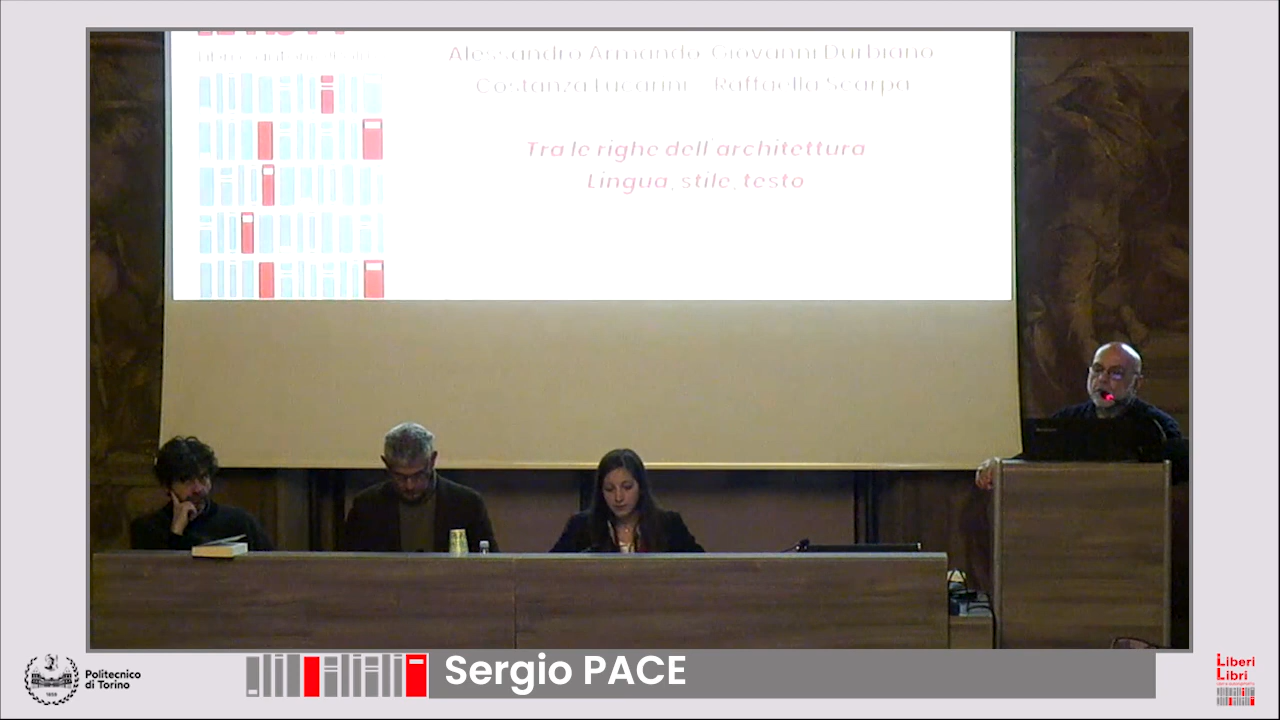 Alessandro Armando Giovanni Durbiano
Costanza Lucarini Raffaella Scarpa
Tra le righe dell'architettura
Lingua, stile, testo
Sergio PACE
Politecnico
di Torino
Liberi
Libri